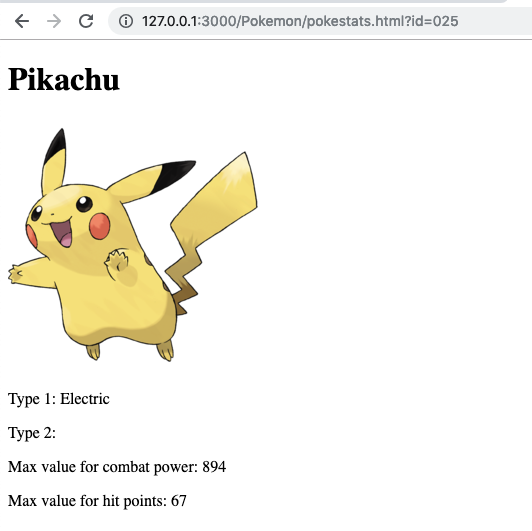 127.0.0.1:3000/Pokemon/pokestats.html?id=025
Pikachu
Type 1: Electric
Type 2:
Max value for combat power: 894
Max value for hit points: 67